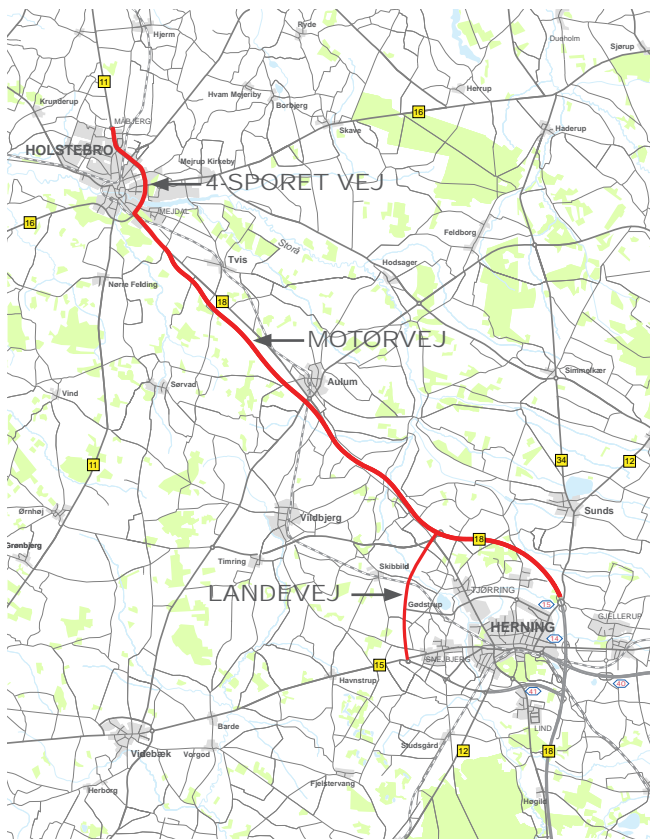 Hjerm
Ryde
Dueholm
Sjørup
11
Krunderup
Hvam Mejeriby
Borbjerg
Herrup
16
MÅBJERG
Skave
Haderup
HOLSTEBRO
Mejrup Kirkeby
4-SPORET VEJ
MEJDAL
16
Storå
Feldborg
Tvis
Hodsager
Nørre Felding
18
MOTORVEJ
Simmelkær
Aulum
Sørvad
Vind
11
34
12
Ørnhøj
Sunds
Vildbjerg
18
Grønbjerg
Timring
Skibbild
LANDEVEJ
TJØRRING
Gødstrup
15
GJELLERUP
HERNING
14
SNEJBJERG
15
Havnstrup
40
41
Barde
LIND
Studsgård
12
18
Videbæk
Vorgod
Fjelstervang
Herborg
Høgild